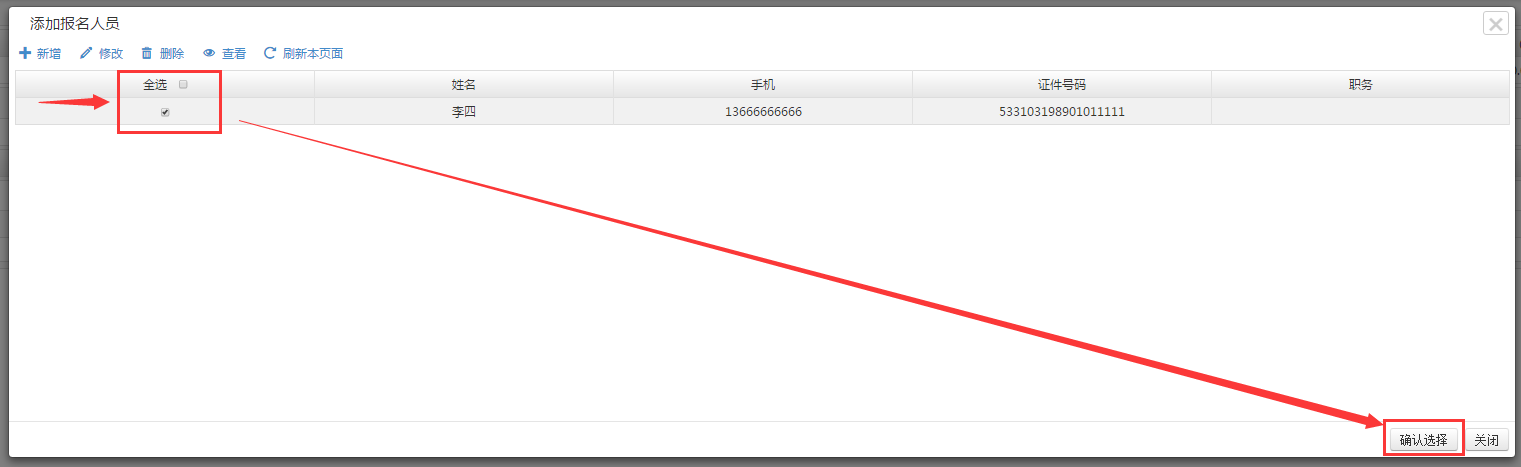 添加报名人员
新增 修改 删除 查看 刷新本页面
全选 姓名 手机 证件号码 职务
李四 13666666666 533103198901011111
确认选择 关闭